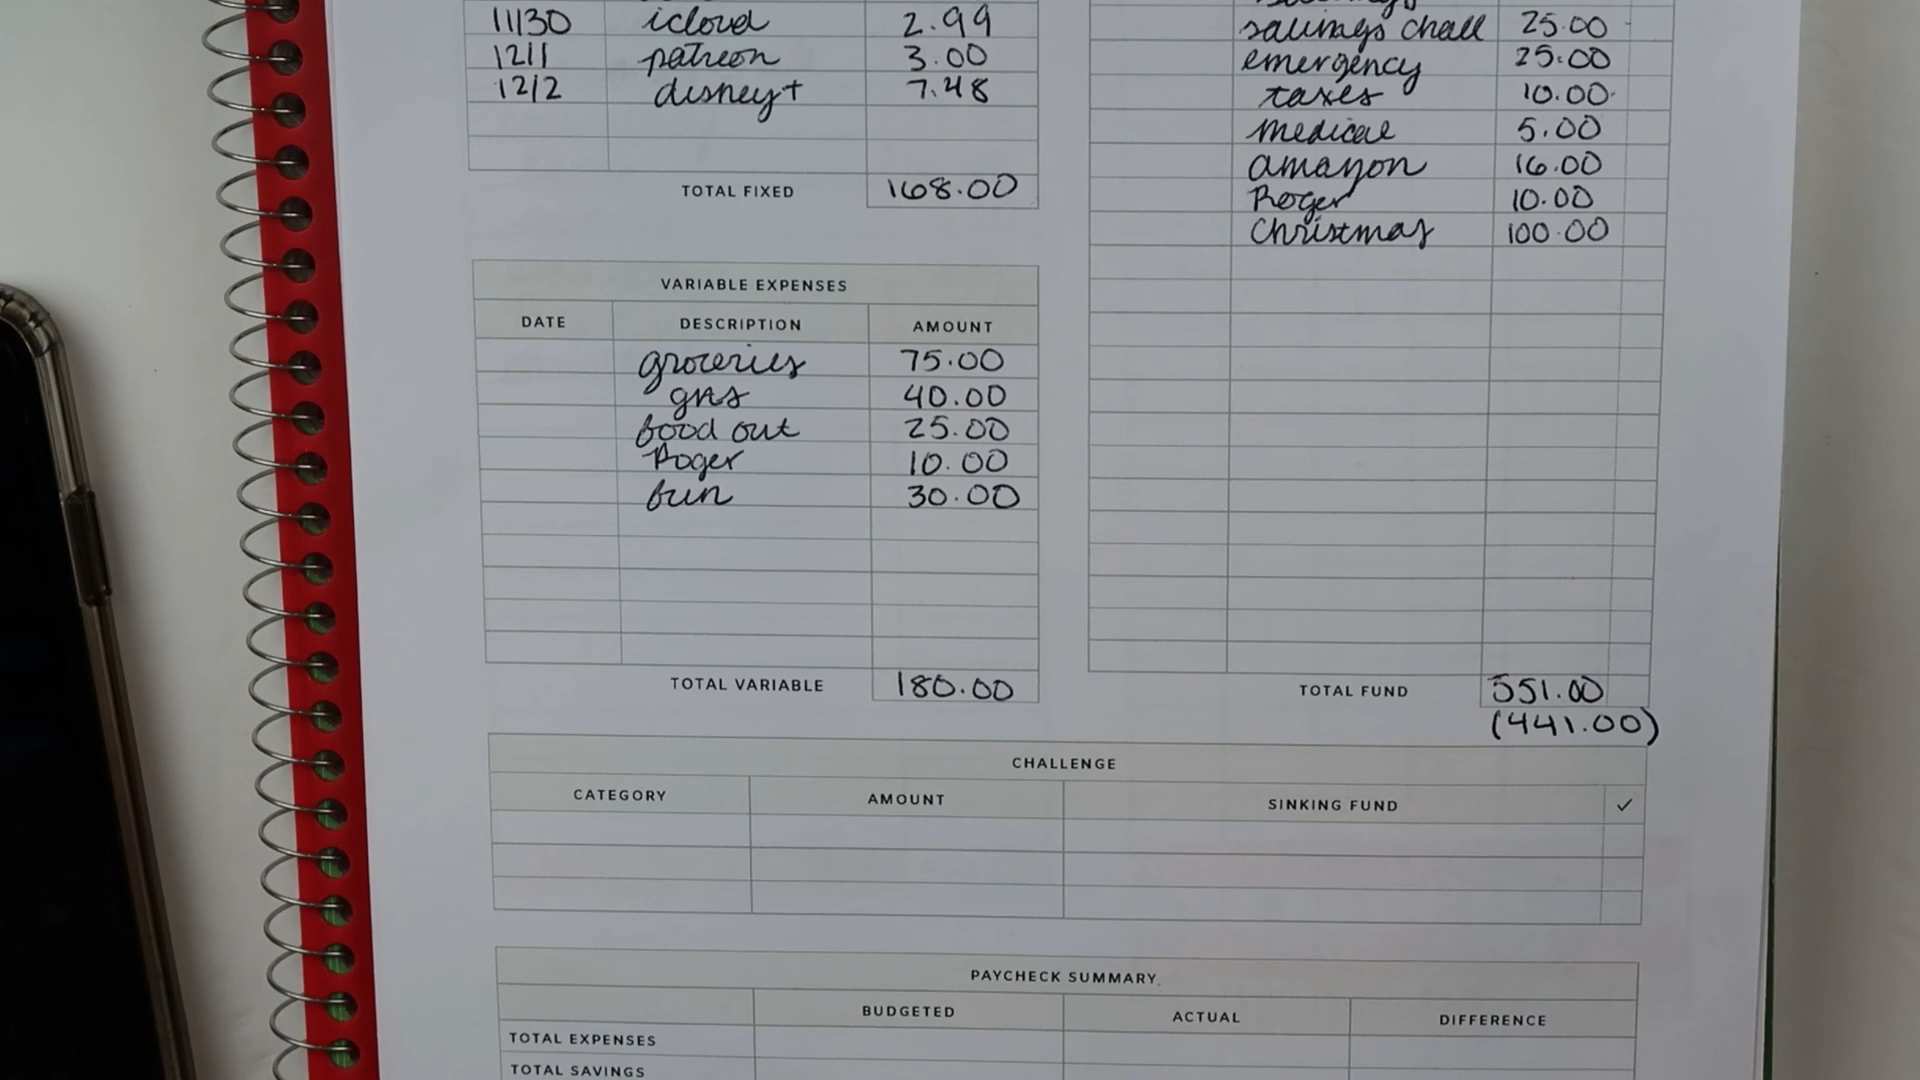 11/30 icloud 2.99
12/1 patreon 3.00
12/2 disney+ 7.48
TOTAL FIXED 168.00
VARIABLE EXPENSES
DATE DESCRIPTION AMOUNT
groceries 75.00
gas 40.00
food out 25.00
Roger 10.00
fun 30.00
TOTAL VARIABLE 180.00
savings chall 25.00
emergency 25.00
taxes 10.00
medical 5.00
amazon 16.00
Roger 10.00
Christmas 100.00
TOTAL FUND 551.00
(441.00)
CHALLENGE
CATEGORY AMOUNT SINKING FUND ✓
PAYCHECK SUMMARY
BUDGETED ACTUAL DIFFERENCE
TOTAL EXPENSES
TOTAL SAVINGS